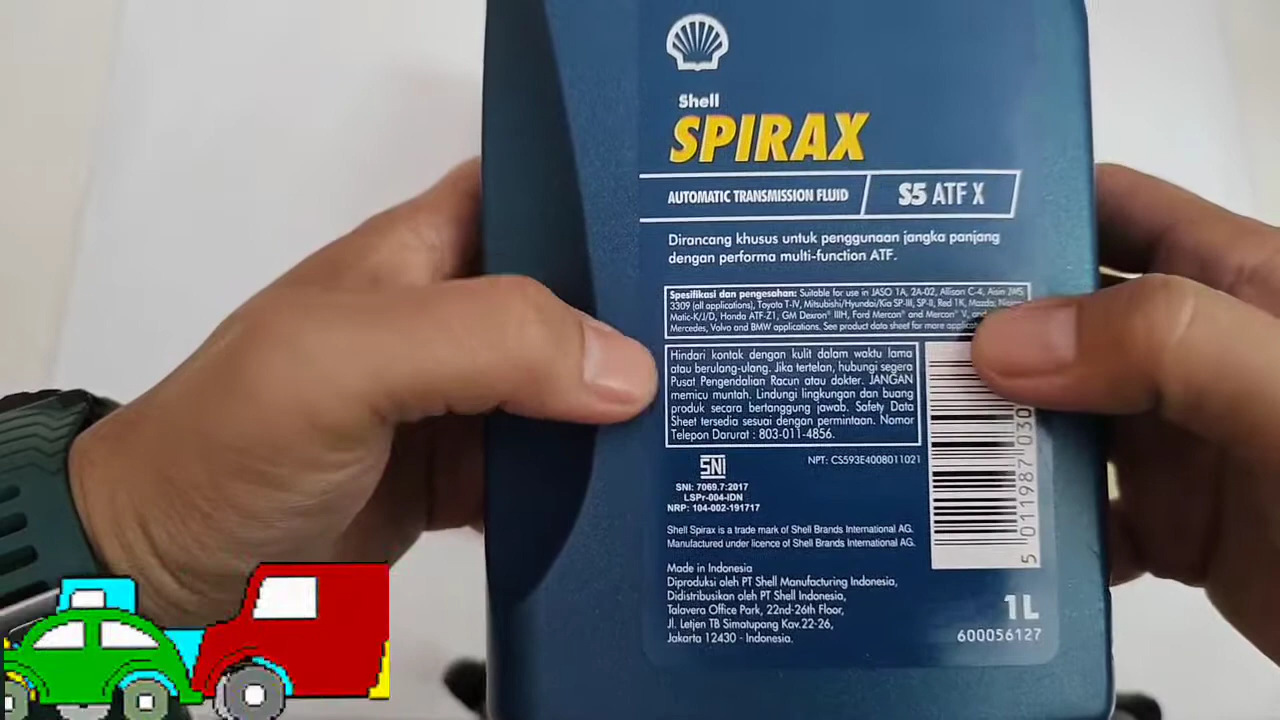 Shell
SPIRAX
AUTOMATIC TRANSMISSION FLUID
S5 ATF X
Dirancang khusus untuk penggunaan jangka panjang
dengan performa multi-function ATF.
Spesifikasi dan pengesahan: Suitable for use in JASO 1A, 2A-02, Allison C-4, Aisin JWS
3309 (all applications), Toyota T-IV, Mitsubishi/Hyundai/Kia SP-III, SP-II, Red 1K, Mazda, Nissan
Matic-K/J/D, Honda ATF-Z1, GM Dexron® IIIH, Ford Mercon® and Mercon® V, and
Mercedes, Volvo and BMW applications. See product data sheet for more
Hindari kontak dengan kulit dalam waktu lama
atau berulang-ulang. Jika tertelan, hubungi segera
Pusat Pengendalian Racun atau dokter. JANGAN
memicu muntah. Lindungi lingkungan dan buang
produk secara bertanggung jawab. Safety Data
Sheet tersedia sesuai dengan permintaan. Nomor
Telepon Darurat : 803-011-4856.
SNI
SNI: 7069.7:2017
LSPr-004-IDN
NRP: 104-002-191717
NPT: CS593E4008011021
5 011987 030
Shell Spirax is a trade mark of Shell Brands International AG.
Manufactured under licence of Shell Brands International AG.
Made in Indonesia
Diproduksi oleh PT Shell Manufacturing Indonesia,
Didistribusikan oleh PT Shell Indonesia,
Talavera Office Park, 22nd-26th Floor,
Jl. Letjen TB Simatupang Kav.22-26,
Jakarta 12430 - Indonesia.
1L
600056127